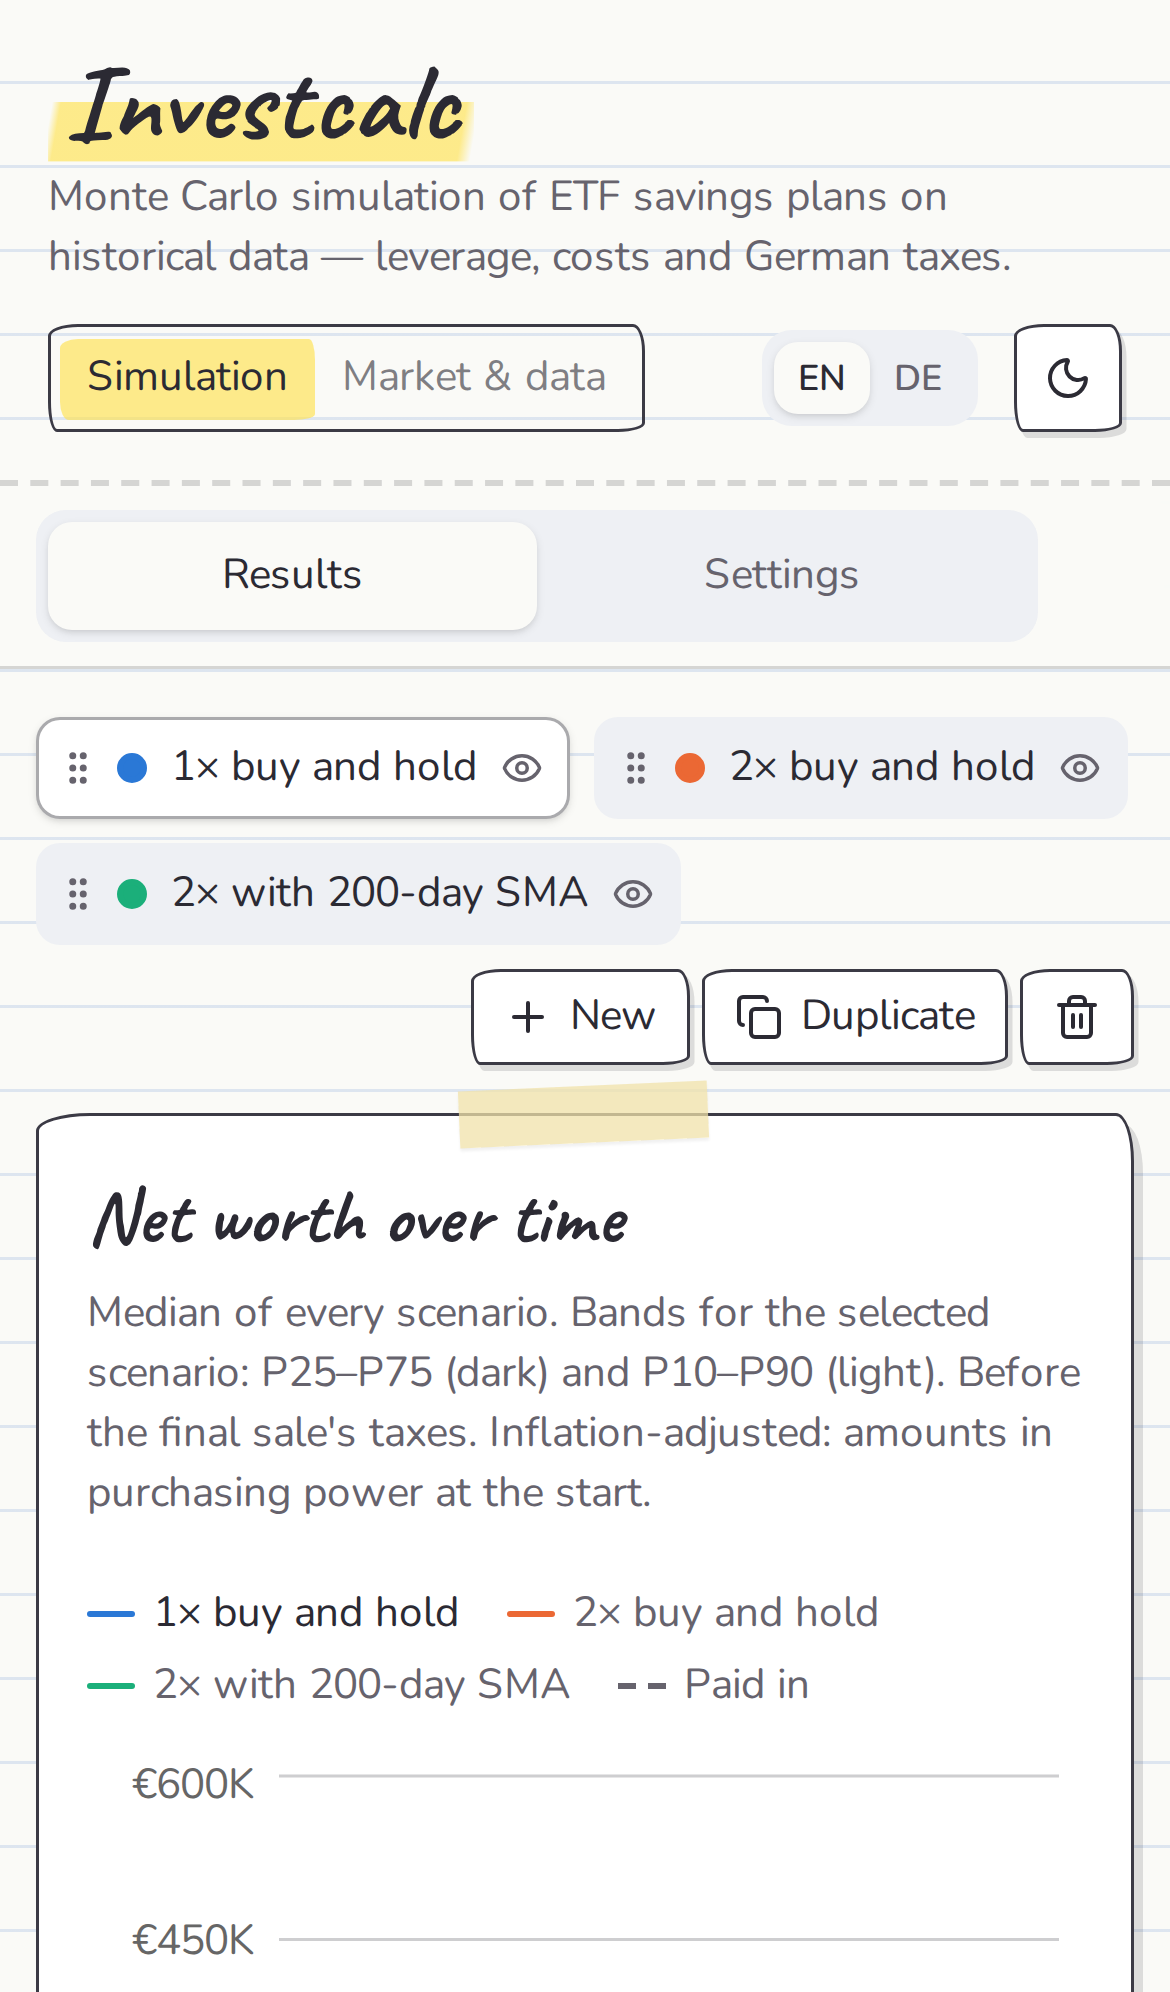 Investcalc
Monte Carlo simulation of ETF savings plans on
historical data — leverage, costs and German taxes.
Simulation Market & data EN DE
Results Settings
1× buy and hold 2× buy and hold
2× with 200-day SMA
New Duplicate
Net worth over time
Median of every scenario. Bands for the selected
scenario: P25–P75 (dark) and P10–P90 (light). Before
the final sale's taxes. Inflation-adjusted: amounts in
purchasing power at the start.
1× buy and hold 2× buy and hold
2× with 200-day SMA Paid in
€600K
€450K